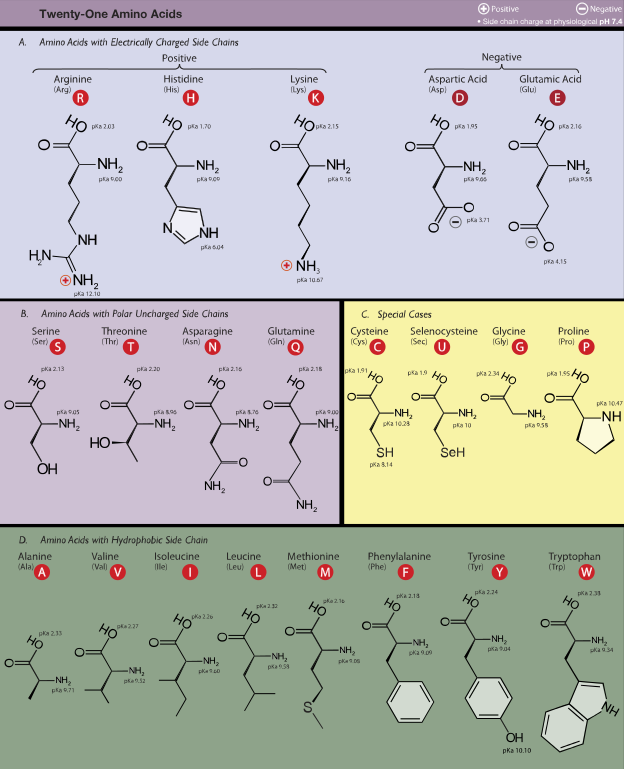 Twenty-One Amino Acids
+ Positive
− Negative
• Side chain charge at physiological pH 7.4
A. Amino Acids with Electrically Charged Side Chains
Positive
Negative
Arginine
(Arg)
R
Histidine
(His)
H
Lysine
(Lys)
K
Aspartic Acid
(Asp)
D
Glutamic Acid
(Glu)
E
HO pKa 2.03
O
NH2
pKa 9.00
NH
H2N
+
NH2
pKa 12.10
HO pKa 1.70
O
NH2
pKa 9.09
N
NH
pKa 6.04
HO pKa 2.15
O
NH2
pKa 9.16
+ NH3
pKa 10.67
HO pKa 1.95
O
NH2
pKa 9.66
O
O
−
pKa 3.71
HO pKa 2.16
O
NH2
pKa 9.58
O
O
−
pKa 4.15
B. Amino Acids with Polar Uncharged Side Chains
Serine
(Ser)
S
Threonine
(Thr)
T
Asparagine
(Asn)
N
Glutamine
(Gln)
Q
pKa 2.13
HO
O
pKa 9.05
NH2
OH
pKa 2.20
HO
O
pKa 8.96
NH2
HO
pKa 2.16
HO
O
pKa 8.76
NH2
O
NH2
pKa 2.18
HO
O
pKa 9.00
NH2
O
NH2
C. Special Cases
Cysteine
(Cys)
C
Selenocysteine
(Sec)
U
Glycine
(Gly)
G
Proline
(Pro)
P
pKa 1.91
HO
O
NH2
pKa 10.28
SH
pKa 8.14
pKa 1.9
HO
O
NH2
pKa 10
SeH
pKa 2.34
HO
O
NH2
pKa 9.58
pKa 1.95
HO
O
pKa 10.47
NH
D. Amino Acids with Hydrophobic Side Chain
Alanine
(Ala)
A
Valine
(Val)
V
Isoleucine
(Ile)
I
Leucine
(Leu)
L
Methionine
(Met)
M
Phenylalanine
(Phe)
F
Tyrosine
(Tyr)
Y
Tryptophan
(Trp)
W
pKa 2.33
HO
O
NH2
pKa 9.71
pKa 2.27
HO
O
NH2
pKa 9.52
pKa 2.26
HO
O
NH2
pKa 9.60
pKa 2.32
HO
O
NH2
pKa 9.58
pKa 2.16
HO
O
NH2
pKa 9.08
S
pKa 2.18
HO
O
NH2
pKa 9.09
pKa 2.24
HO
O
NH2
pKa 9.04
OH
pKa 10.10
pKa 2.38
HO
O
NH2
pKa 9.34
NH